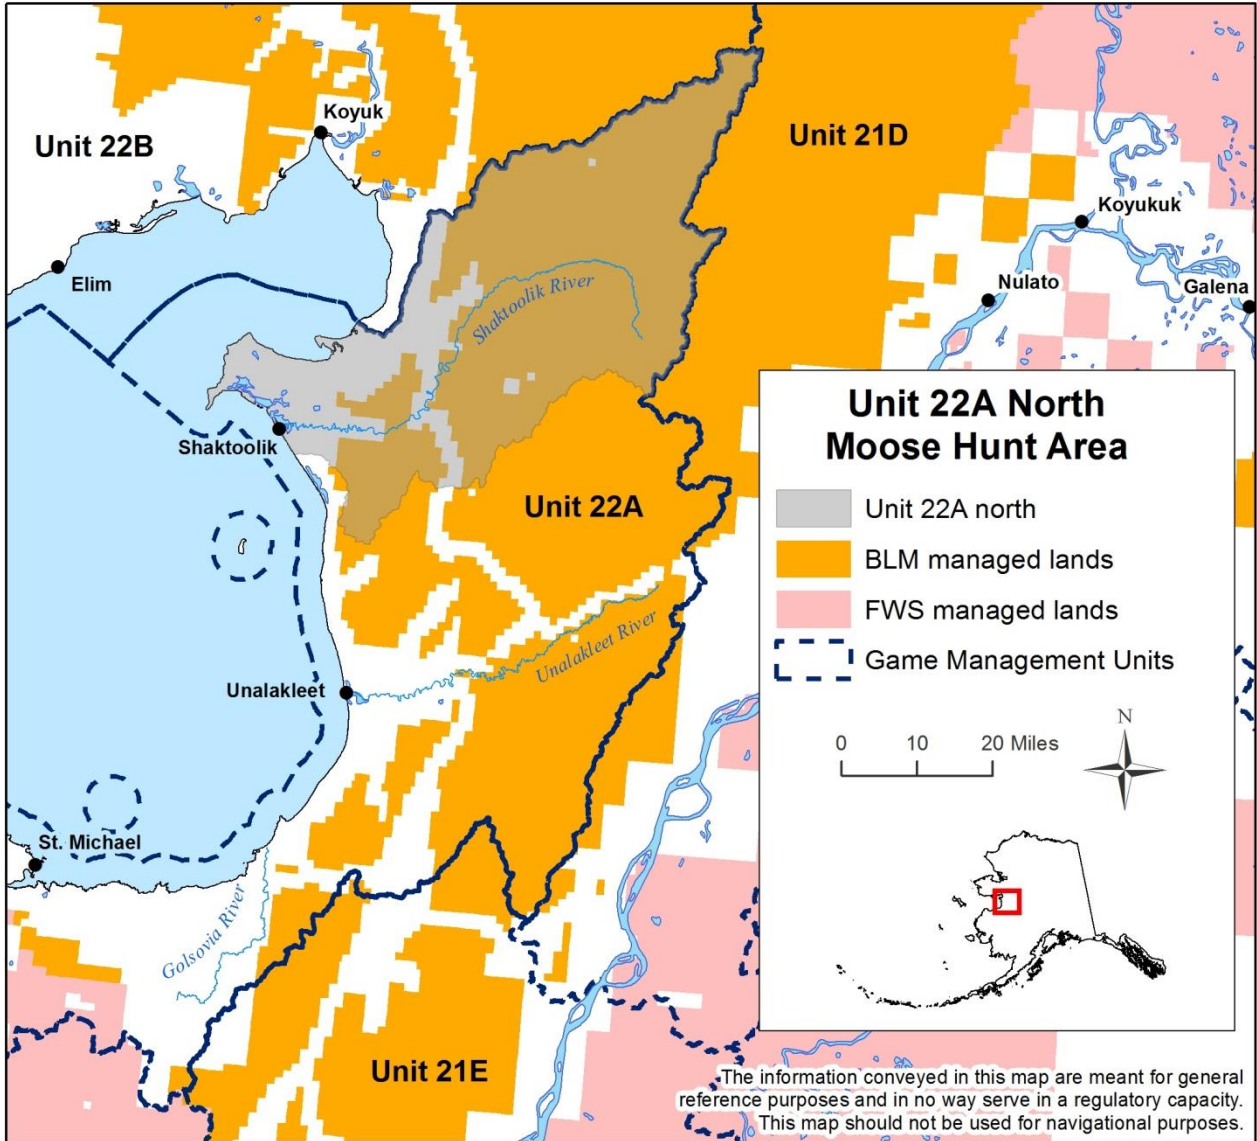 Koyuk
Unit 22B
Unit 21D
Koyukuk
Elim
Nulato
Galena
Shaktoolik River
Shaktoolik
Unit 22A
Unalakleet River
Unalakleet
St. Michael
Golsovia River
Unit 21E
Unit 22A North
Moose Hunt Area
Unit 22A north
BLM managed lands
FWS managed lands
Game Management Units
N
0 10 20 Miles
The information conveyed in this map are meant for general
reference purposes and in no way serve in a regulatory capacity.
This map should not be used for navigational purposes.